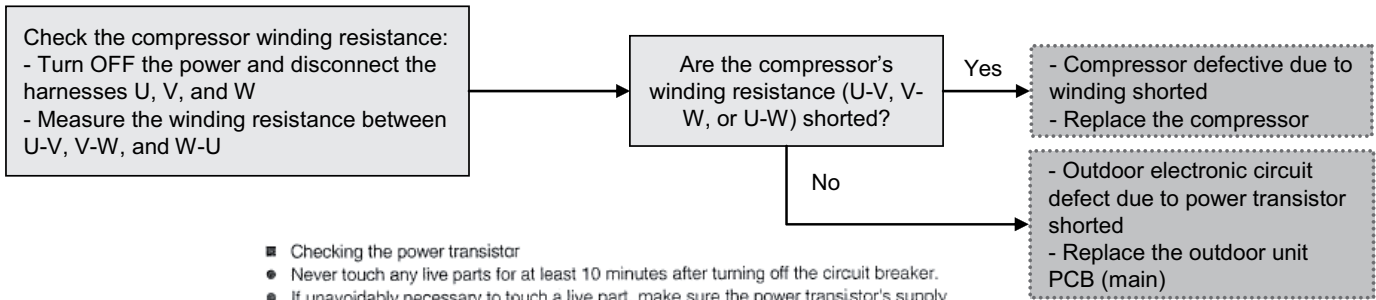 Check the compressor winding resistance:
- Turn OFF the power and disconnect the
harnesses U, V, and W
- Measure the winding resistance between
U-V, V-W, and W-U
Are the compressor's
winding resistance (U-V, V-
W, or U-W) shorted?
Yes
- Compressor defective due to
winding shorted
- Replace the compressor
No
- Outdoor electronic circuit
defect due to power transistor
shorted
- Replace the outdoor unit
PCB (main)
■ Checking the power transistor
● Never touch any live parts for at least 10 minutes after turning off the circuit breaker.
● If unavoidably necessary to touch a live part, make sure the power transistor's supply